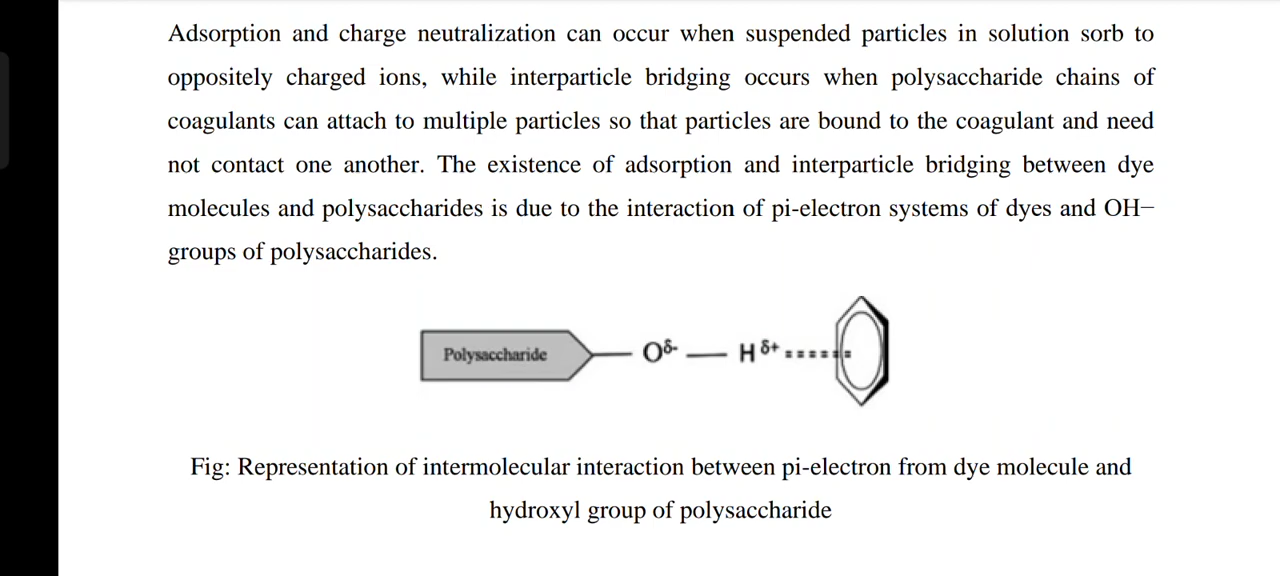 Adsorption and charge neutralization can occur when suspended particles in solution sorb to
oppositely charged ions, while interparticle bridging occurs when polysaccharide chains of
coagulants can attach to multiple particles so that particles are bound to the coagulant and need
not contact one another. The existence of adsorption and interparticle bridging between dye
molecules and polysaccharides is due to the interaction of pi-electron systems of dyes and OH−
groups of polysaccharides.
Polysaccharide — Oδ- — H δ+
Fig: Representation of intermolecular interaction between pi-electron from dye molecule and
hydroxyl group of polysaccharide